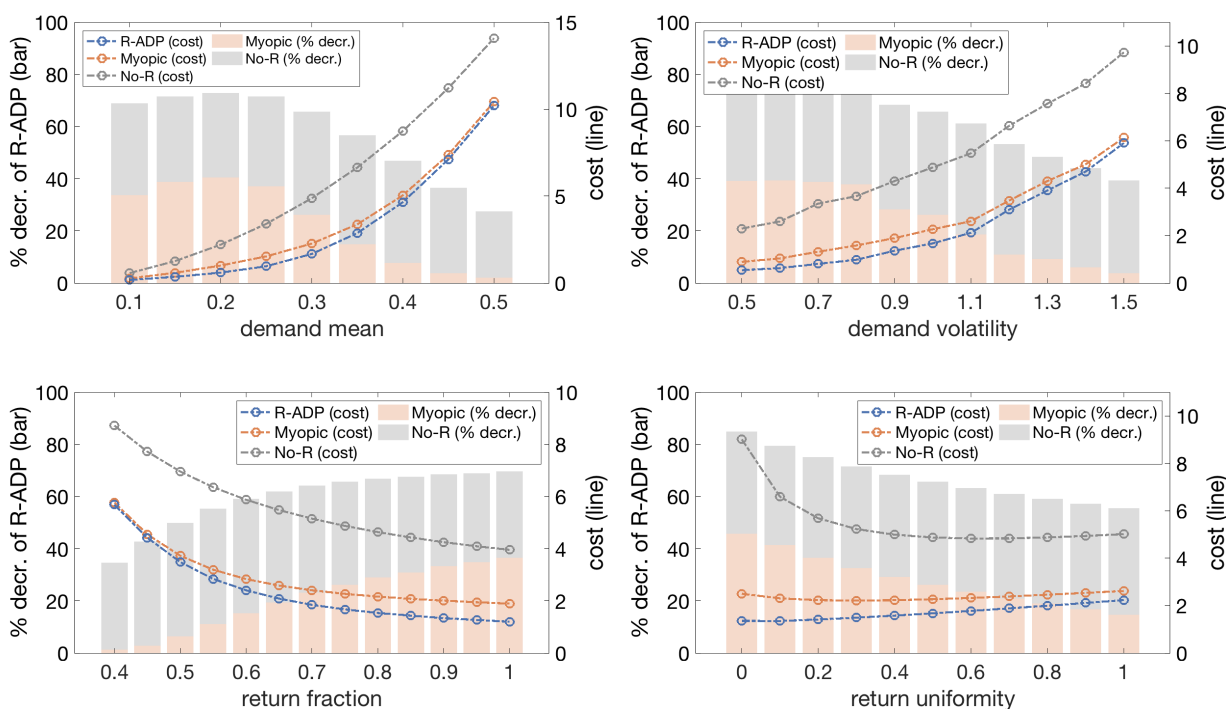 % decr. of R-ADP (bar)
100
80
60
40
20
0
R-ADP (cost)
Myopic (cost)
No-R (cost)
Myopic (% decr.)
No-R (% decr.)
15
10
5
0
cost (line)
0.1 0.2 0.3 0.4 0.5
demand mean
% decr. of R-ADP (bar)
100
80
60
40
20
0
R-ADP (cost)
Myopic (cost)
No-R (cost)
Myopic (% decr.)
No-R (% decr.)
10
8
6
4
2
0
cost (line)
0.5 0.7 0.9 1.1 1.3 1.5
demand volatility
% decr. of R-ADP (bar)
100
80
60
40
20
0
R-ADP (cost)
Myopic (cost)
No-R (cost)
Myopic (% decr.)
No-R (% decr.)
10
8
6
4
2
0
cost (line)
0.4 0.5 0.6 0.7 0.8 0.9 1
return fraction
% decr. of R-ADP (bar)
100
80
60
40
20
0
R-ADP (cost)
Myopic (cost)
No-R (cost)
Myopic (% decr.)
No-R (% decr.)
10
8
6
4
2
0
cost (line)
0 0.2 0.4 0.6 0.8 1
return uniformity